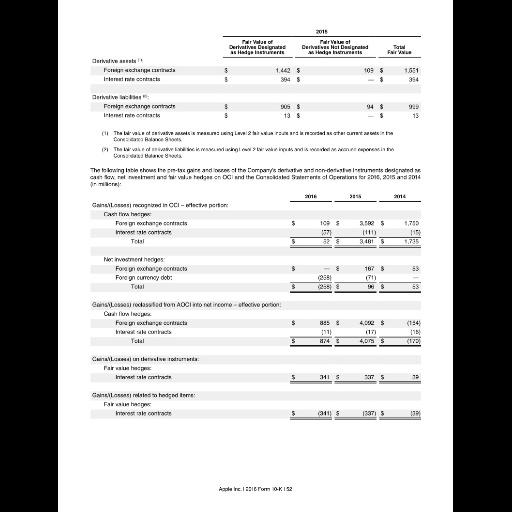 2015
Fair Value of Derivatives Designated as Hedge Instruments Fair Value of Derivatives Not Designated as Hedge Instruments Total Fair Value
Derivative assets (1):
Foreign exchange contracts $ 1,442 $ 109 $ 1,551
Interest rate contracts $ 394 $ — $ 394
Derivative liabilities (2):
Foreign exchange contracts $ 905 $ 94 $ 999
Interest rate contracts $ 13 $ — $ 13
(1) The fair value of derivative assets is measured using Level 2 fair value inputs and is recorded as other current assets in the
Consolidated Balance Sheets.
(2) The fair value of derivative liabilities is measured using Level 2 fair value inputs and is recorded as accrued expenses in the
Consolidated Balance Sheets.
The following table shows the pre-tax gains and losses of the Company's derivative and non-derivative instruments designated as
cash flow, net investment and fair value hedges on OCI and the Consolidated Statements of Operations for 2016, 2015 and 2014
(in millions):
2016 2015 2014
Gains/(Losses) recognized in OCI – effective portion:
Cash flow hedges:
Foreign exchange contracts $ 109 $ 3,592 $ 1,750
Interest rate contracts (57) (111) (15)
Total $ 52 $ 3,481 $ 1,735
Net investment hedges:
Foreign exchange contracts $ — $ 167 $ 53
Foreign currency debt (258) (71) —
Total $ (258) $ 96 $ 53
Gains/(Losses) reclassified from AOCI into net income – effective portion:
Cash flow hedges:
Foreign exchange contracts $ 885 $ 4,092 $ (154)
Interest rate contracts (11) (17) (16)
Total $ 874 $ 4,075 $ (170)
Gains/(Losses) on derivative instruments:
Fair value hedges:
Interest rate contracts $ 341 $ 337 $ 39
Gains/(Losses) related to hedged items:
Fair value hedges:
Interest rate contracts $ (341) $ (337) $ (39)
Apple Inc. | 2016 Form 10-K | 52